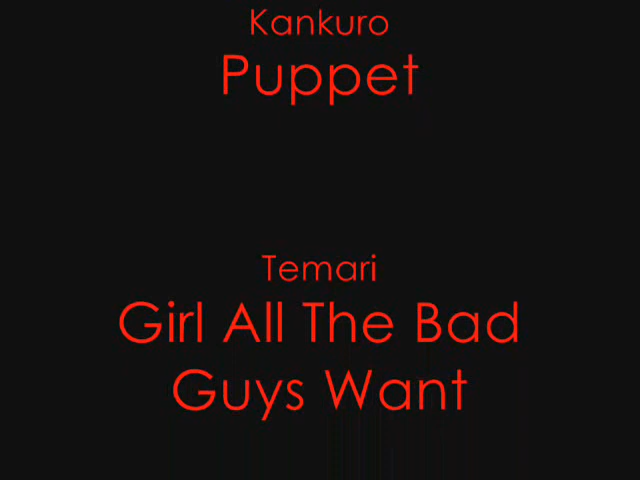 Kankuro
Puppet
Temari
Girl All The Bad
Guys Want